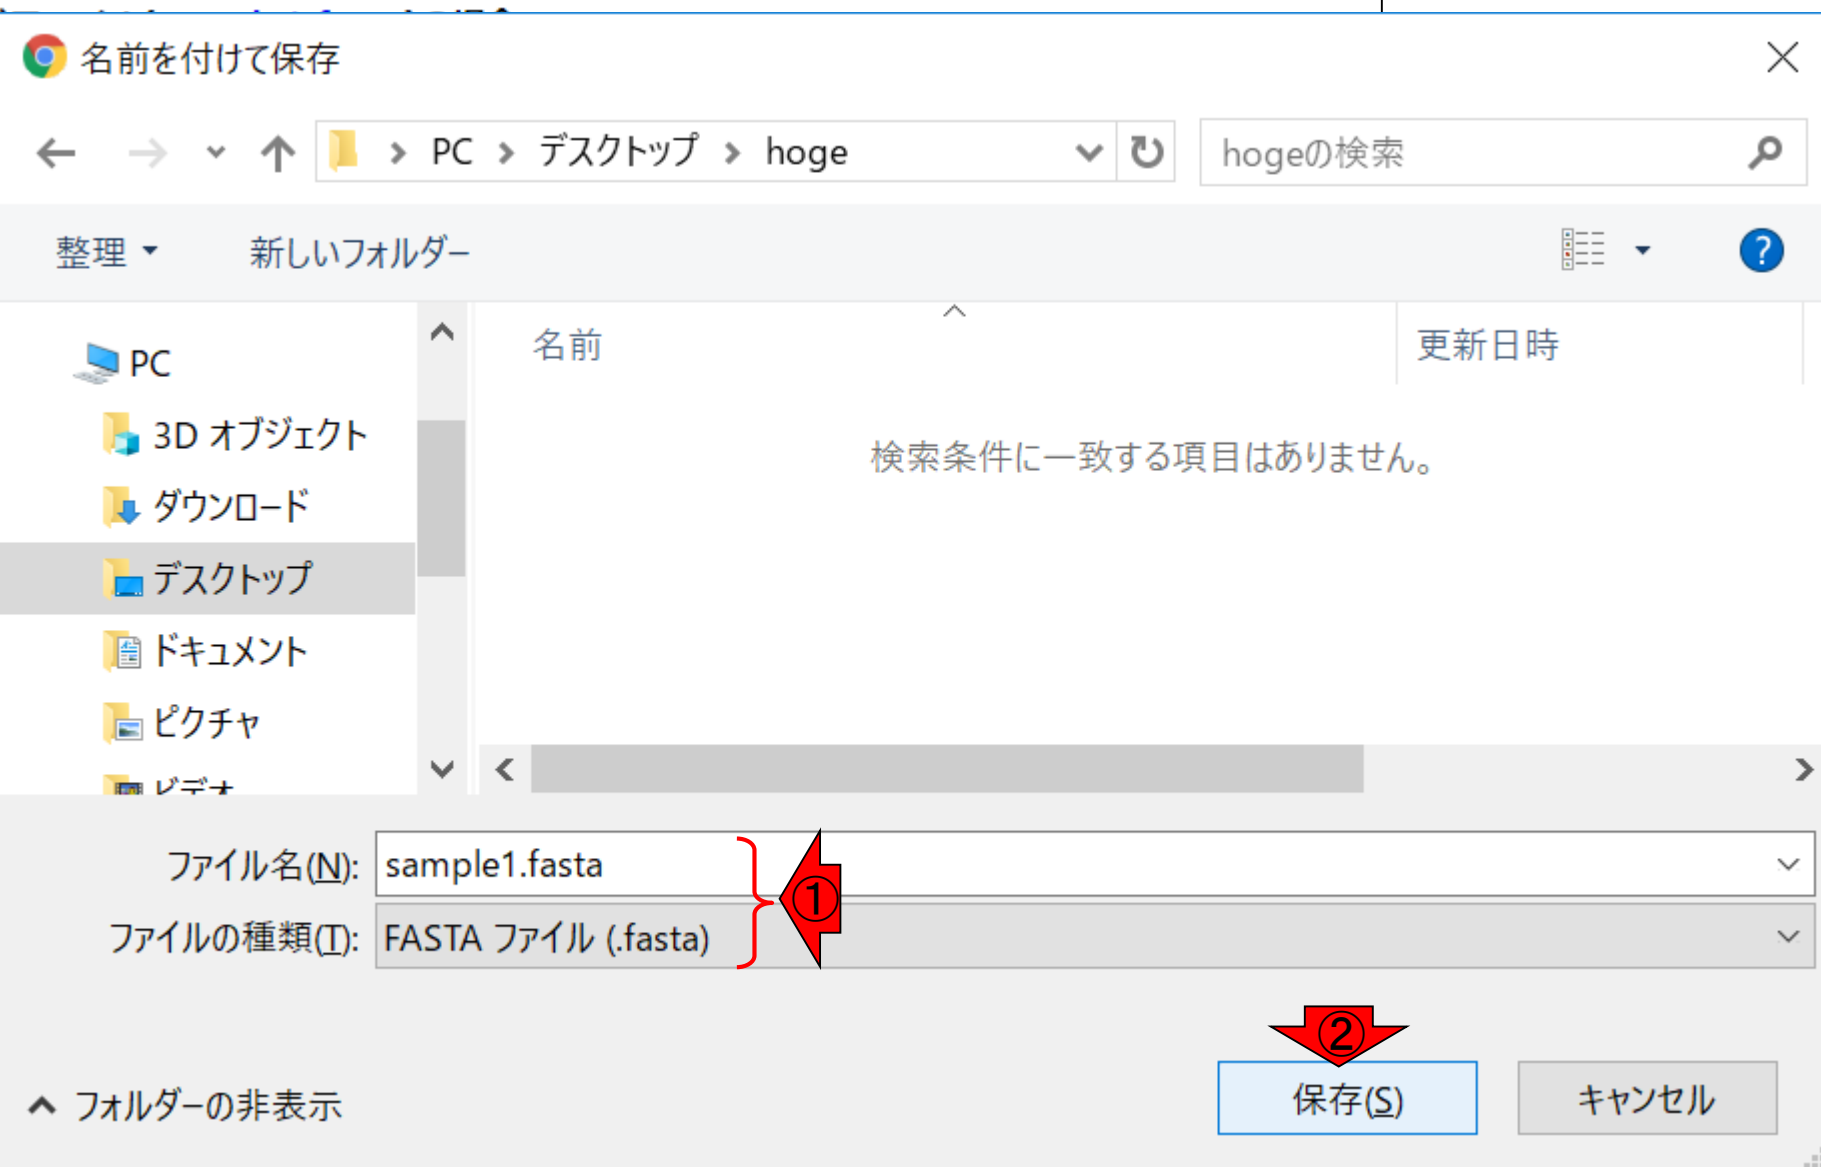 名前を付けて保存
PC > デスクトップ > hoge
hogeの検索
整理
新しいフォルダー
?
PC
3D オブジェクト
ダウンロード
デスクトップ
ドキュメント
ピクチャ
ビデオ
名前
更新日時
検索条件に一致する項目はありません。
ファイル名(N): sample1.fasta
ファイルの種類(T): FASTA ファイル (.fasta)
①
②
フォルダーの非表示
保存(S)
キャンセル